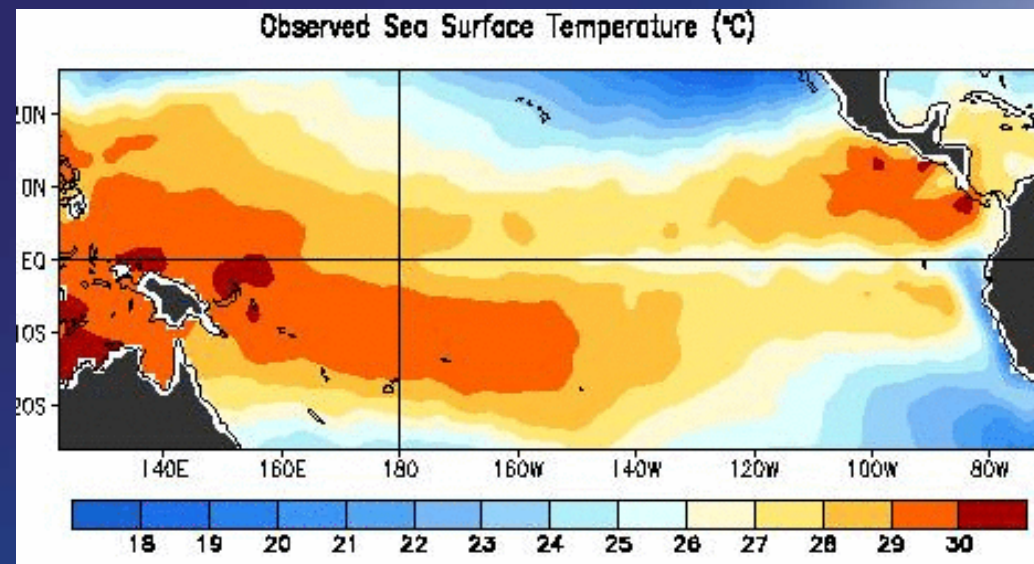 Observed Sea Surface Temperature (°C)
20N
0N
EQ
10S
20S
140E 160E 180 160W 140W 120W 100W 80W
18 19 20 21 22 23 24 25 26 27 28 29 30